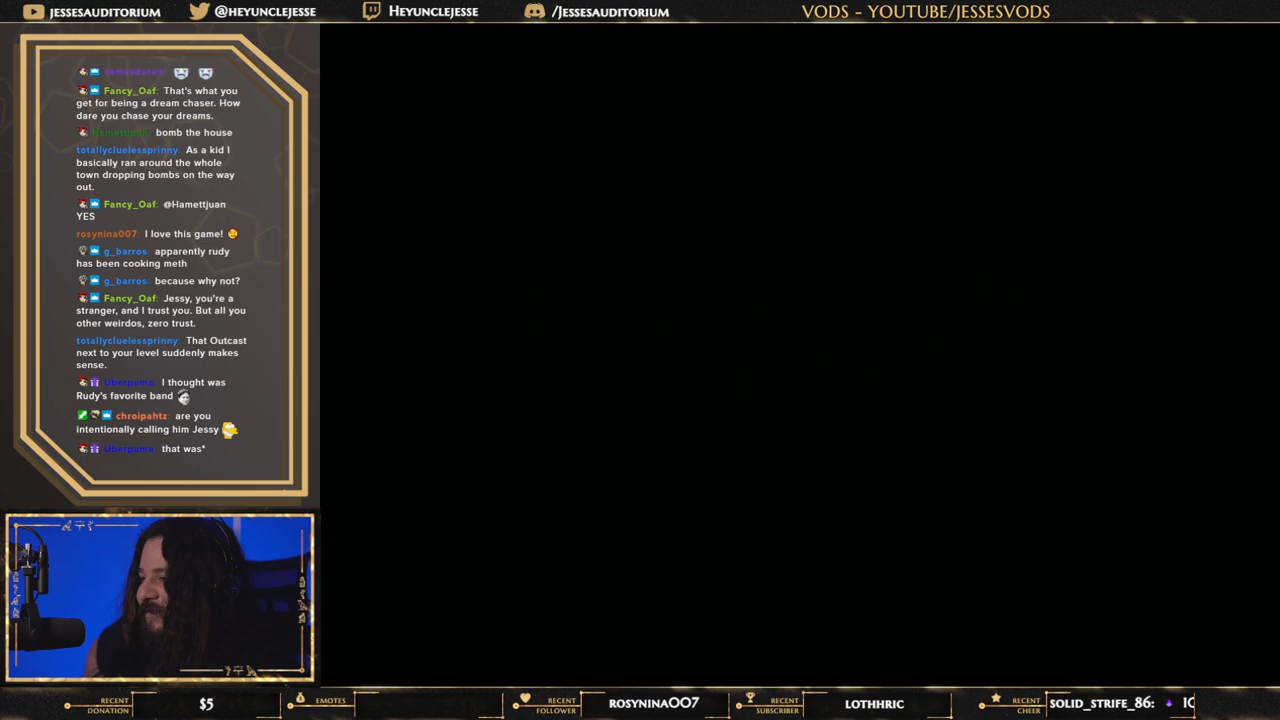 JESSESAUDITORIUM @HEYUNCLEJESSE HEYUNCLEJESSE /JESSESAUDITORIUM VODS - YOUTUBE/JESSESVODS
Fancy_Oaf: That's what you
get for being a dream chaser. How
dare you chase your dreams.
Hamettjuan: bomb the house
totallycluelessprinny: As a kid I
basically ran around the whole
town dropping bombs on the way
out.
Fancy_Oaf: @Hamettjuan
YES
rosynina007: I love this game!
g_barros: apparently rudy
has been cooking meth
g_barros: because why not?
Fancy_Oaf: Jessy, you're a
stranger, and I trust you. But all you
other weirdos, zero trust.
totallycluelessprinny: That Outcast
next to your level suddenly makes
sense.
Uberpuma: I thought was
Rudy's favorite band
chroipahtz: are you
intentionally calling him Jessy
Uberpuma: that was*
RECENT DONATION $5 EMOTES RECENT FOLLOWER ROSYNINA007 RECENT SUBSCRIBER LOTHHRIC RECENT CHEER SOLID_STRIFE_86: